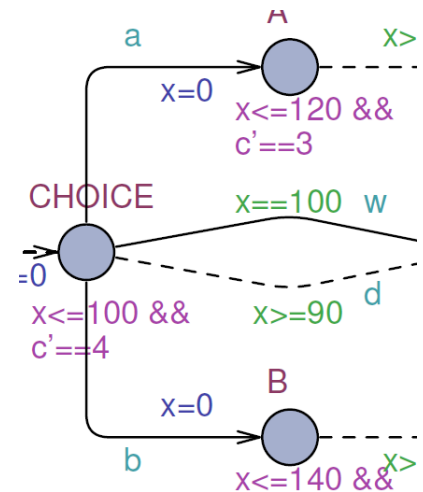 A
a
x>
x=0
x<=120 &&
c'==3
CHOICE
x==100
w
=0
x<=100 &&
x>=90
d
c'==4
B
x=0
b
x>
x<=140 &&